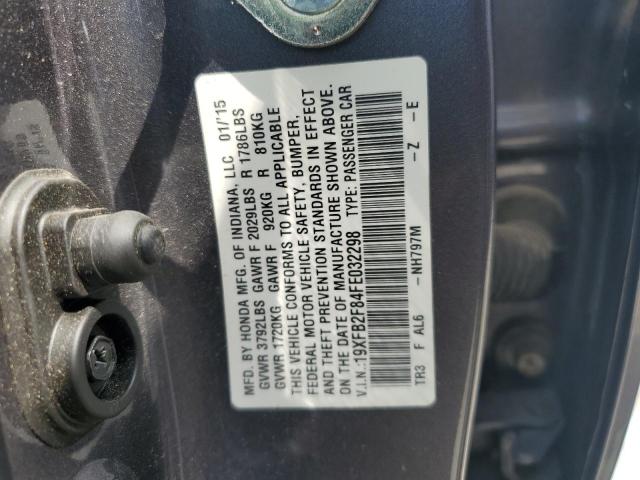 MFD. BY HONDA MFG. OF INDIANA, LLC 01/'15
GVWR 3792LBS GAWR F 2029LBS R 1786LBS
GVWR 1720KG GAWR F 920KG R 810KG
THIS VEHICLE CONFORMS TO ALL APPLICABLE
FEDERAL MOTOR VEHICLE SAFETY, BUMPER,
AND THEFT PREVENTION STANDARDS IN EFFECT
ON THE DATE OF MANUFACTURE SHOWN ABOVE.
V.I.N.:19XFB2F84FE032298 TYPE: PASSENGER CAR
TR3 F AL6 -NH797M -Z -E